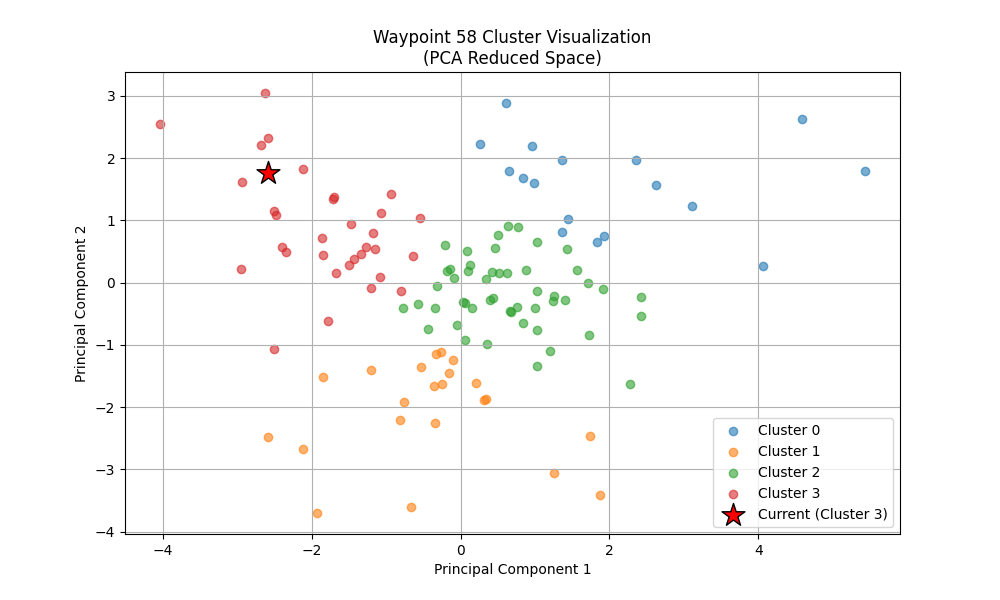 Waypoint 58 Cluster Visualization
(PCA Reduced Space)
Principal Component 2
3
2
1
0
−1
−2
−3
−4
−4
−2
0
2
4
Principal Component 1
Cluster 0
Cluster 1
Cluster 2
Cluster 3
Current (Cluster 3)